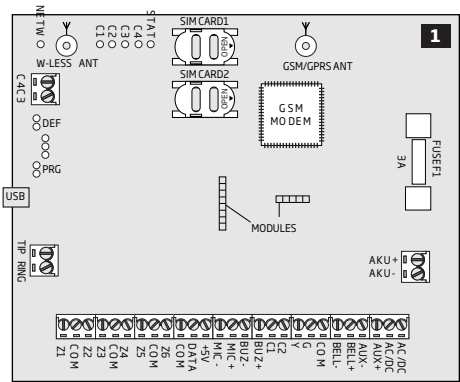 NETW
C1
C2
C3
C4
STAT
SIM CARD1
OPEN
1
W-LESS ANT
GSM/GPRS ANT
SIM CARD2
OPEN
C4
C3
GSM
MODEM
DEF
FUSE F1
3A
PRG
USB
MODULES
TIP
RING
AKU+
AKU-
Z1
COM
Z2
Z3
COM
Z4
Z5
COM
Z6
COM
DATA
+5V
MIC -
MIC +
BUZ-
BUZ+
C1
C2
Y
G
COM
BELL-
BELL+
AUX-
AUX+
AC/DC
AC/DC